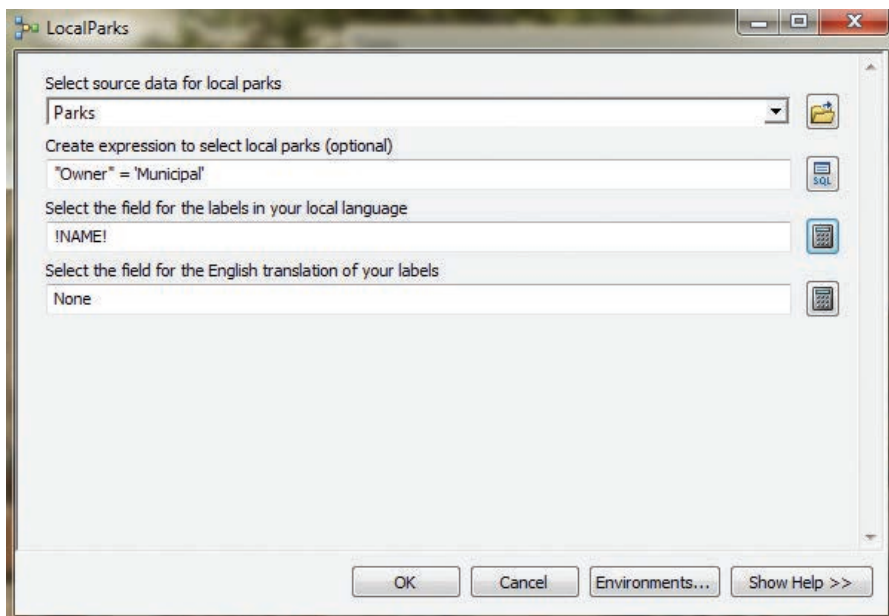 LocalParks
Select source data for local parks
Parks
Create expression to select local parks (optional)
"Owner" = 'Municipal'
SQL
Select the field for the labels in your local language
!NAME!
Select the field for the English translation of your labels
None
OK
Cancel
Environments...
Show Help >>